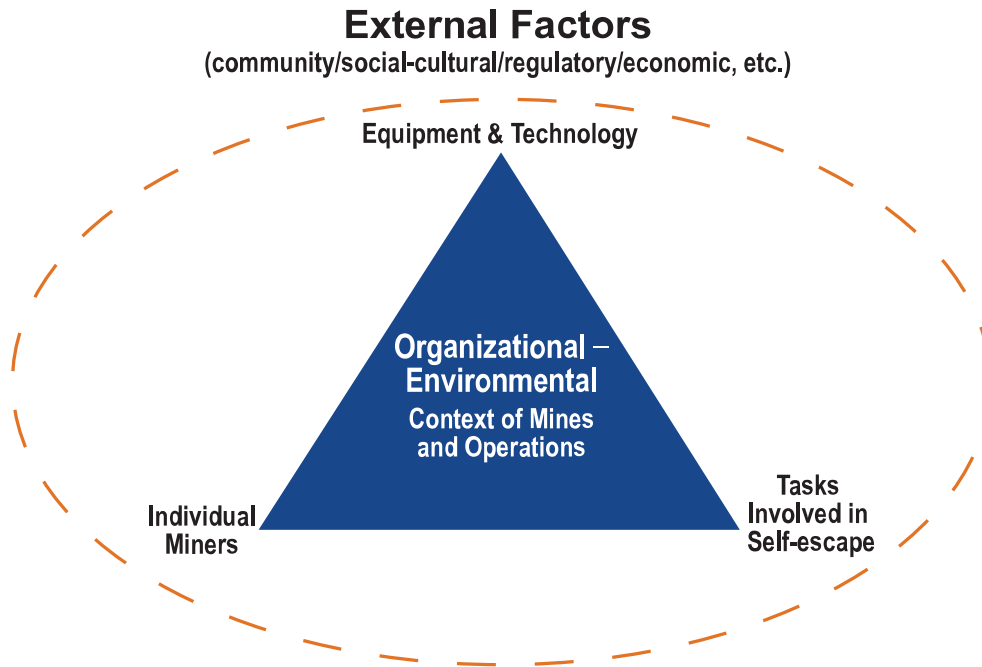 External Factors
(community/social-cultural/regulatory/economic, etc.)
Equipment & Technology
Organizational –
Environmental
Context of Mines
and Operations
Individual
Miners
Tasks
Involved in
Self-escape